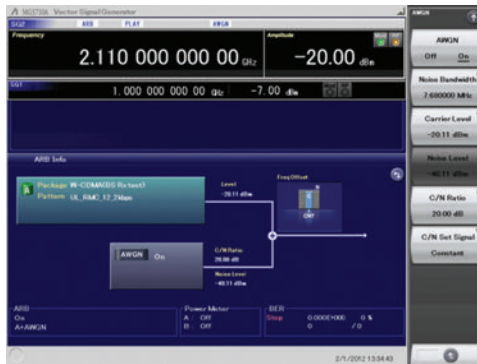 MG3710A Vector Signal Generator
SG2 ARB PLAY AWGN
Frequency
2.110 000 000 00 GHz
Amplitude
-20.00 dBm
SG1
1. 000 000 000 00 GHz
-7. 00 dBm
ARB Info
A Package W-CDMA(BS Rx test)
Pattern UL_RMC_12_2kbps
Level
-20.11 dBm
Freq Offset
AWGN On
C/N Ratio
20.00 dB
Noise Level
-40.11 dBm
ARB
On
A+AWGN
Power Meter
A : Off
B : Off
BER
Stop 0.000E+000 0 %
0 / 0
2/1/2012 13:34:43
AWGN
AWGN
Off On
Noise Bandwidth
7.680000 MHz
Carrier Level
-20.11 dBm
Noise Level
-40.11 dBm
C/N Ratio
20.00 dB
C/N Set Signal
Constant